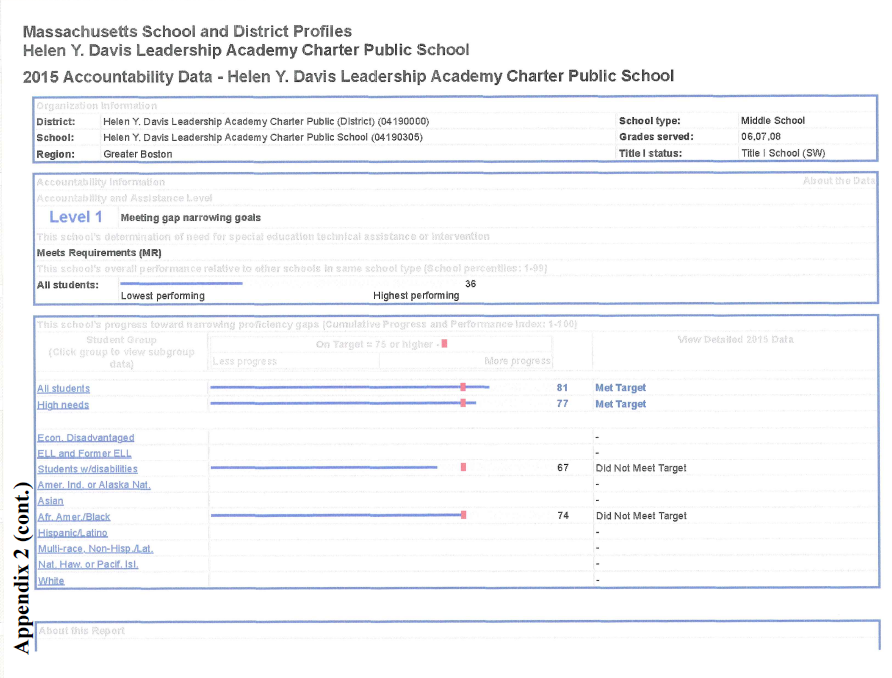 Massachusetts School and District Profiles
Helen Y. Davis Leadership Academy Charter Public School
2015 Accountability Data - Helen Y. Davis Leadership Academy Charter Public School
Organization Information
District: Helen Y. Davis Leadership Academy Charter Public (District) (04190000) School type: Middle School
School: Helen Y. Davis Leadership Academy Charter Public School (04190305) Grades served: 06,07,08
Region: Greater Boston Title I status: Title I School (SW)
Accountability Information About the Data
Accountability and Assistance Level
Level 1 Meeting gap narrowing goals
This school's determination of need for special education technical assistance or intervention
Meets Requirements (MR)
This school's overall performance relative to other schools in same school type (School percentiles: 1-99)
All students: 36
Lowest performing Highest performing
This school's progress toward narrowing proficiency gaps (Cumulative Progress and Performance Index: 1-100)
Student Group
(Click group to view subgroup
data)
On Target = 75 or higher -
Less progress More progress
View Detailed 2015 Data
All students 81 Met Target
High needs 77 Met Target
Econ. Disadvantaged -
ELL and Former ELL -
Students w/disabilities 67 Did Not Meet Target
Amer. Ind. or Alaska Nat. -
Asian -
Afr. Amer./Black 74 Did Not Meet Target
Hispanic/Latino -
Multi-race, Non-Hisp./Lat. -
Nat. Haw. or Pacif. Isl. -
White -
About this Report
Appendix 2 (cont.)